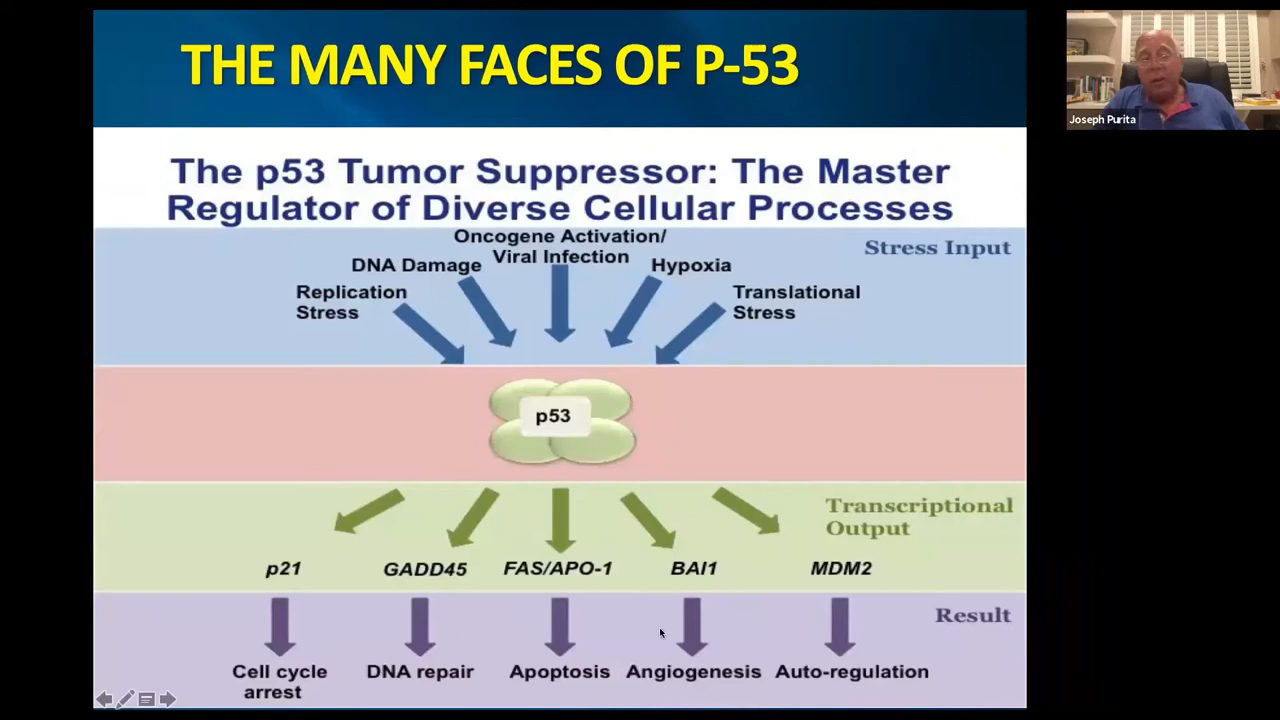 THE MANY FACES OF P-53
Joseph Purita
The p53 Tumor Suppressor: The Master
Regulator of Diverse Cellular Processes
Stress Input
Oncogene Activation/
Viral Infection
DNA Damage
Hypoxia
Replication
Stress
Translational
Stress
p53
Transcriptional
Output
p21
GADD45
FAS/APO-1
BAI1
MDM2
Result
Cell cycle
arrest
DNA repair
Apoptosis
Angiogenesis
Auto-regulation